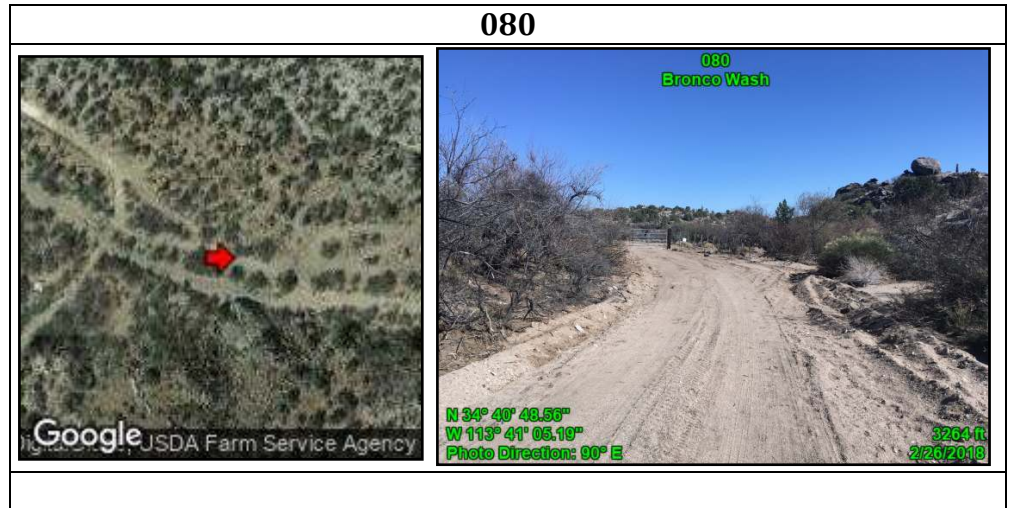 080
Google
USDA Farm Service Agency
080
Bronco Wash
N 34° 40' 48.56"
W 113° 41' 05.19"
Photo Direction: 90° E
3264 ft
2/26/2018